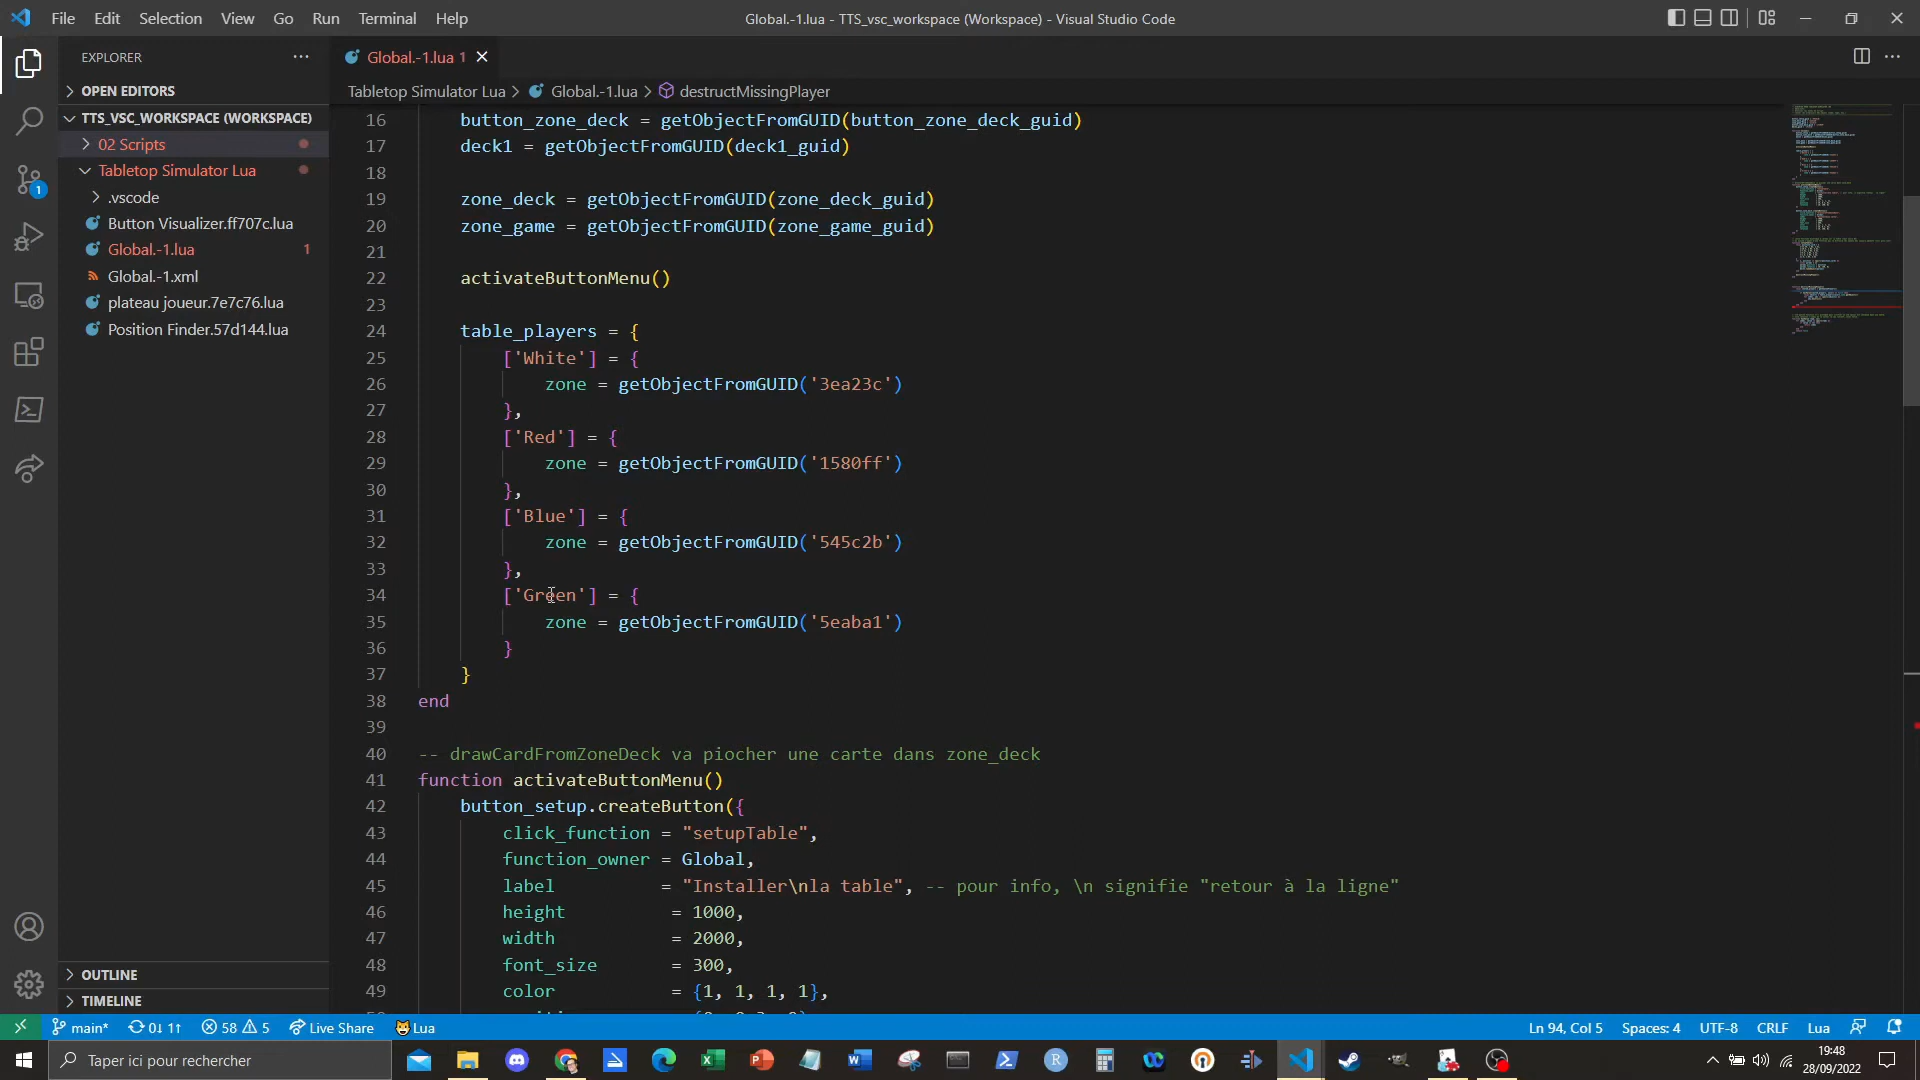 File Edit Selection View Go Run Terminal Help
Global.-1.lua - TTS_vsc_workspace (Workspace) - Visual Studio Code
EXPLORER
OPEN EDITORS
TTS_VSC_WORKSPACE (WORKSPACE)
02 Scripts
Tabletop Simulator Lua
.vscode
Button Visualizer.ff707c.lua
Global.-1.lua 1
Global.-1.xml
plateau joueur.7e7c76.lua
Position Finder.57d144.lua
OUTLINE
TIMELINE
1
Global.-1.lua 1
Tabletop Simulator Lua > Global.-1.lua > destructMissingPlayer
16 button_zone_deck = getObjectFromGUID(button_zone_deck_guid)
17 deck1 = getObjectFromGUID(deck1_guid)
18
19 zone_deck = getObjectFromGUID(zone_deck_guid)
20 zone_game = getObjectFromGUID(zone_game_guid)
21
22 activateButtonMenu()
23
24 table_players = {
25 ['White'] = {
26 zone = getObjectFromGUID('3ea23c')
27 },
28 ['Red'] = {
29 zone = getObjectFromGUID('1580ff')
30 },
31 ['Blue'] = {
32 zone = getObjectFromGUID('545c2b')
33 },
34 ['Green'] = {
35 zone = getObjectFromGUID('5eaba1')
36 }
37 }
38 end
39
40 -- drawCardFromZoneDeck va piocher une carte dans zone_deck
41 function activateButtonMenu()
42 button_setup.createButton({
43 click_function = "setupTable",
44 function_owner = Global,
45 label = "Installer\nla table", -- pour info, \n signifie "retour à la ligne"
46 height = 1000,
47 width = 2000,
48 font_size = 300,
49 color = {1, 1, 1, 1},
main* 0↓ 1↑ 58 5 Live Share Lua
Ln 94, Col 5 Spaces: 4 UTF-8 CRLF Lua
Taper ici pour rechercher
19:48
28/09/2022